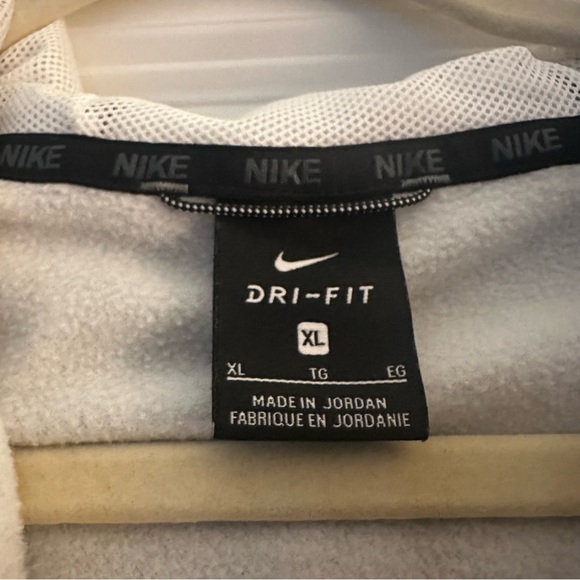 NIKE NIKE NIKE NIKE NIKE
DRI-FIT
XL
XL TG EG
MADE IN JORDAN
FABRIQUE EN JORDANIE